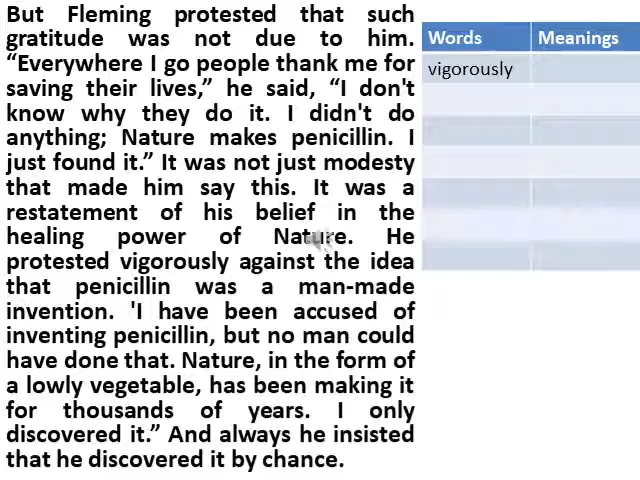 But Fleming protested that such
gratitude was not due to him.
“Everywhere I go people thank me for
saving their lives,” he said, “I don't
know why they do it. I didn't do
anything; Nature makes penicillin. I
just found it.” It was not just modesty
that made him say this. It was a
restatement of his belief in the
healing power of Nature. He
protested vigorously against the idea
that penicillin was a man-made
invention. 'I have been accused of
inventing penicillin, but no man could
have done that. Nature, in the form of
a lowly vegetable, has been making it
for thousands of years. I only
discovered it.” And always he insisted
that he discovered it by chance.
Words Meanings
vigorously